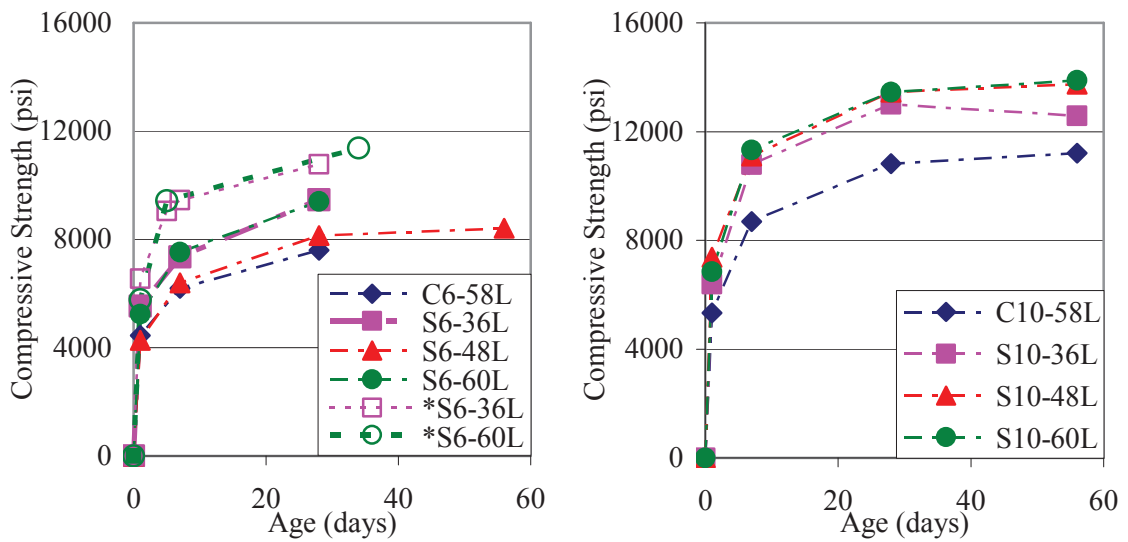 Compressive Strength (psi)
16000
12000
8000
4000
0
0
20
40
60
Age (days)
C6-58L
S6-36L
S6-48L
S6-60L
*S6-36L
*S6-60L
Compressive Strength (psi)
16000
12000
8000
4000
0
0
20
40
60
Age (days)
C10-58L
S10-36L
S10-48L
S10-60L